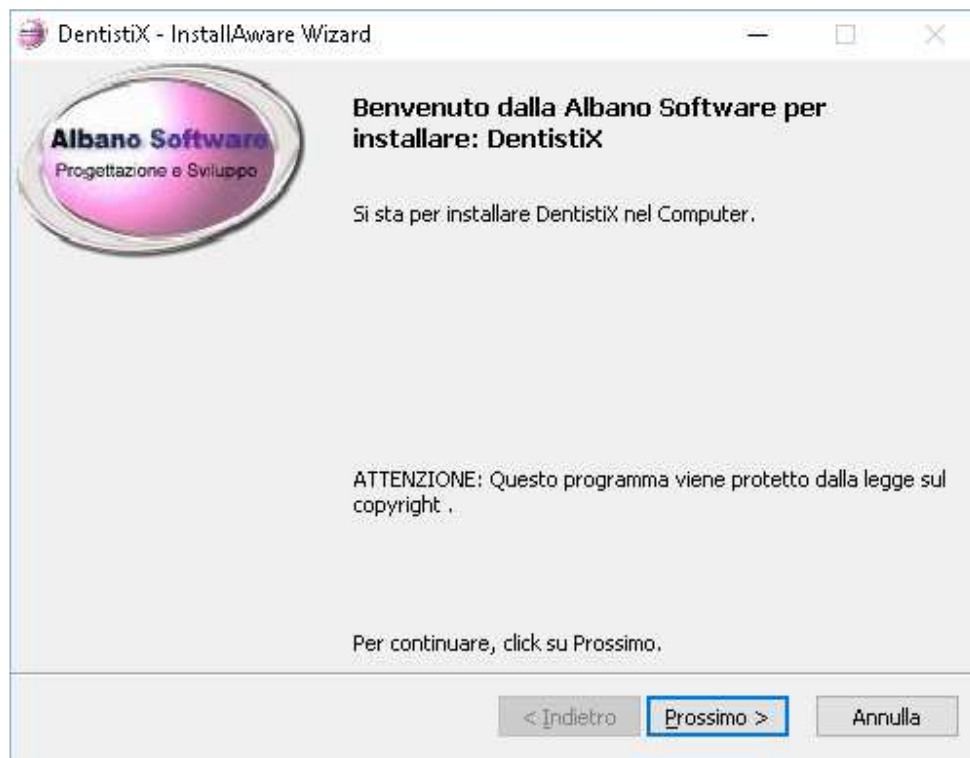 DentistiX - InstallAware Wizard
Albano Software
Progettazione e Sviluppo
Benvenuto dalla Albano Software per
installare: DentistiX
Si sta per installare DentistiX nel Computer.
ATTENZIONE: Questo programma viene protetto dalla legge sul
copyright .
Per continuare, click su Prossimo.
< Indietro
Prossimo >
Annulla